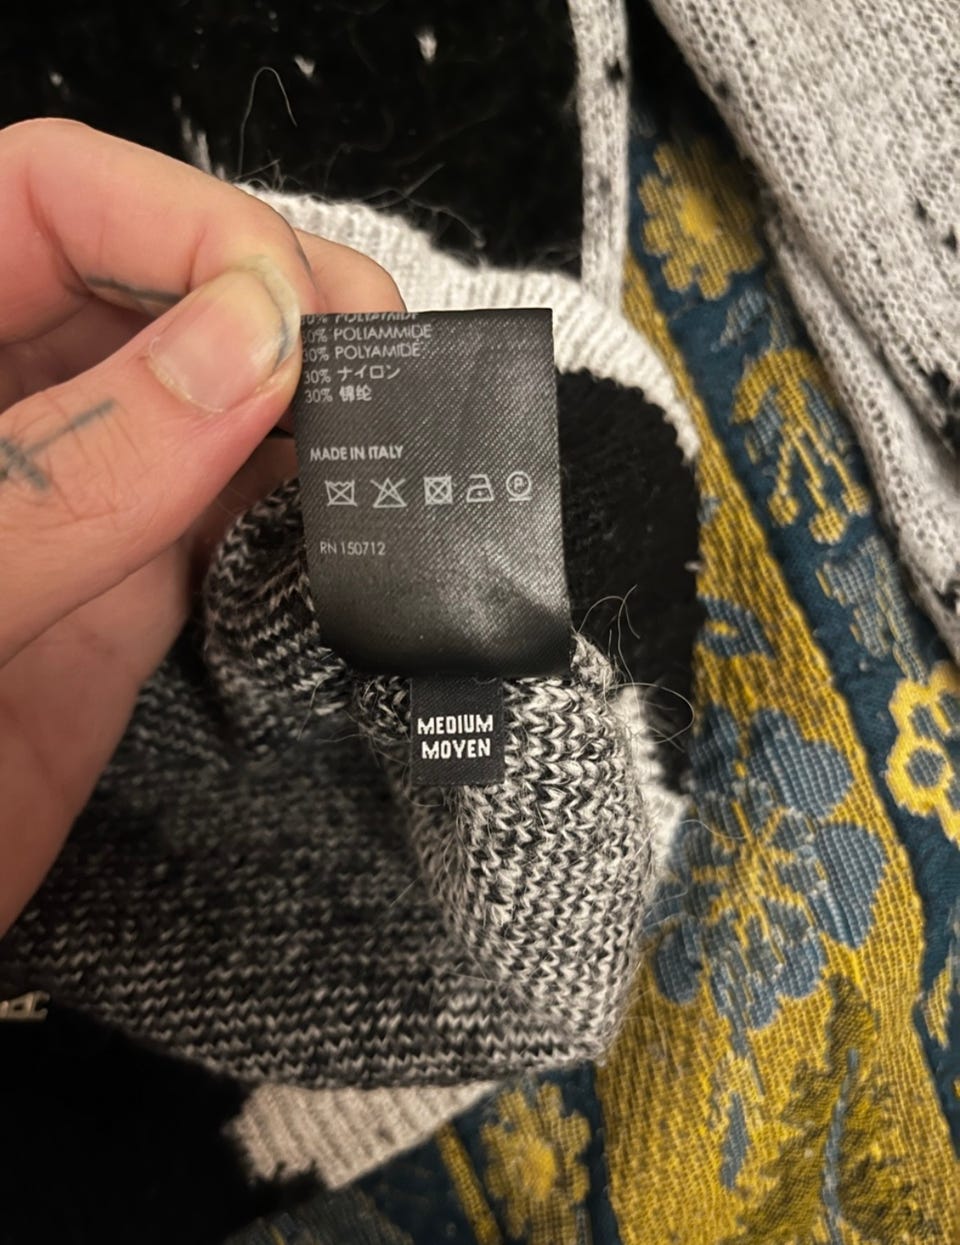 30% POLIAMMIDE
30% POLYAMIDE
30% ナイロン
30% 锦纶
MADE IN ITALY
P
RN 150712
MEDIUM
MOYEN